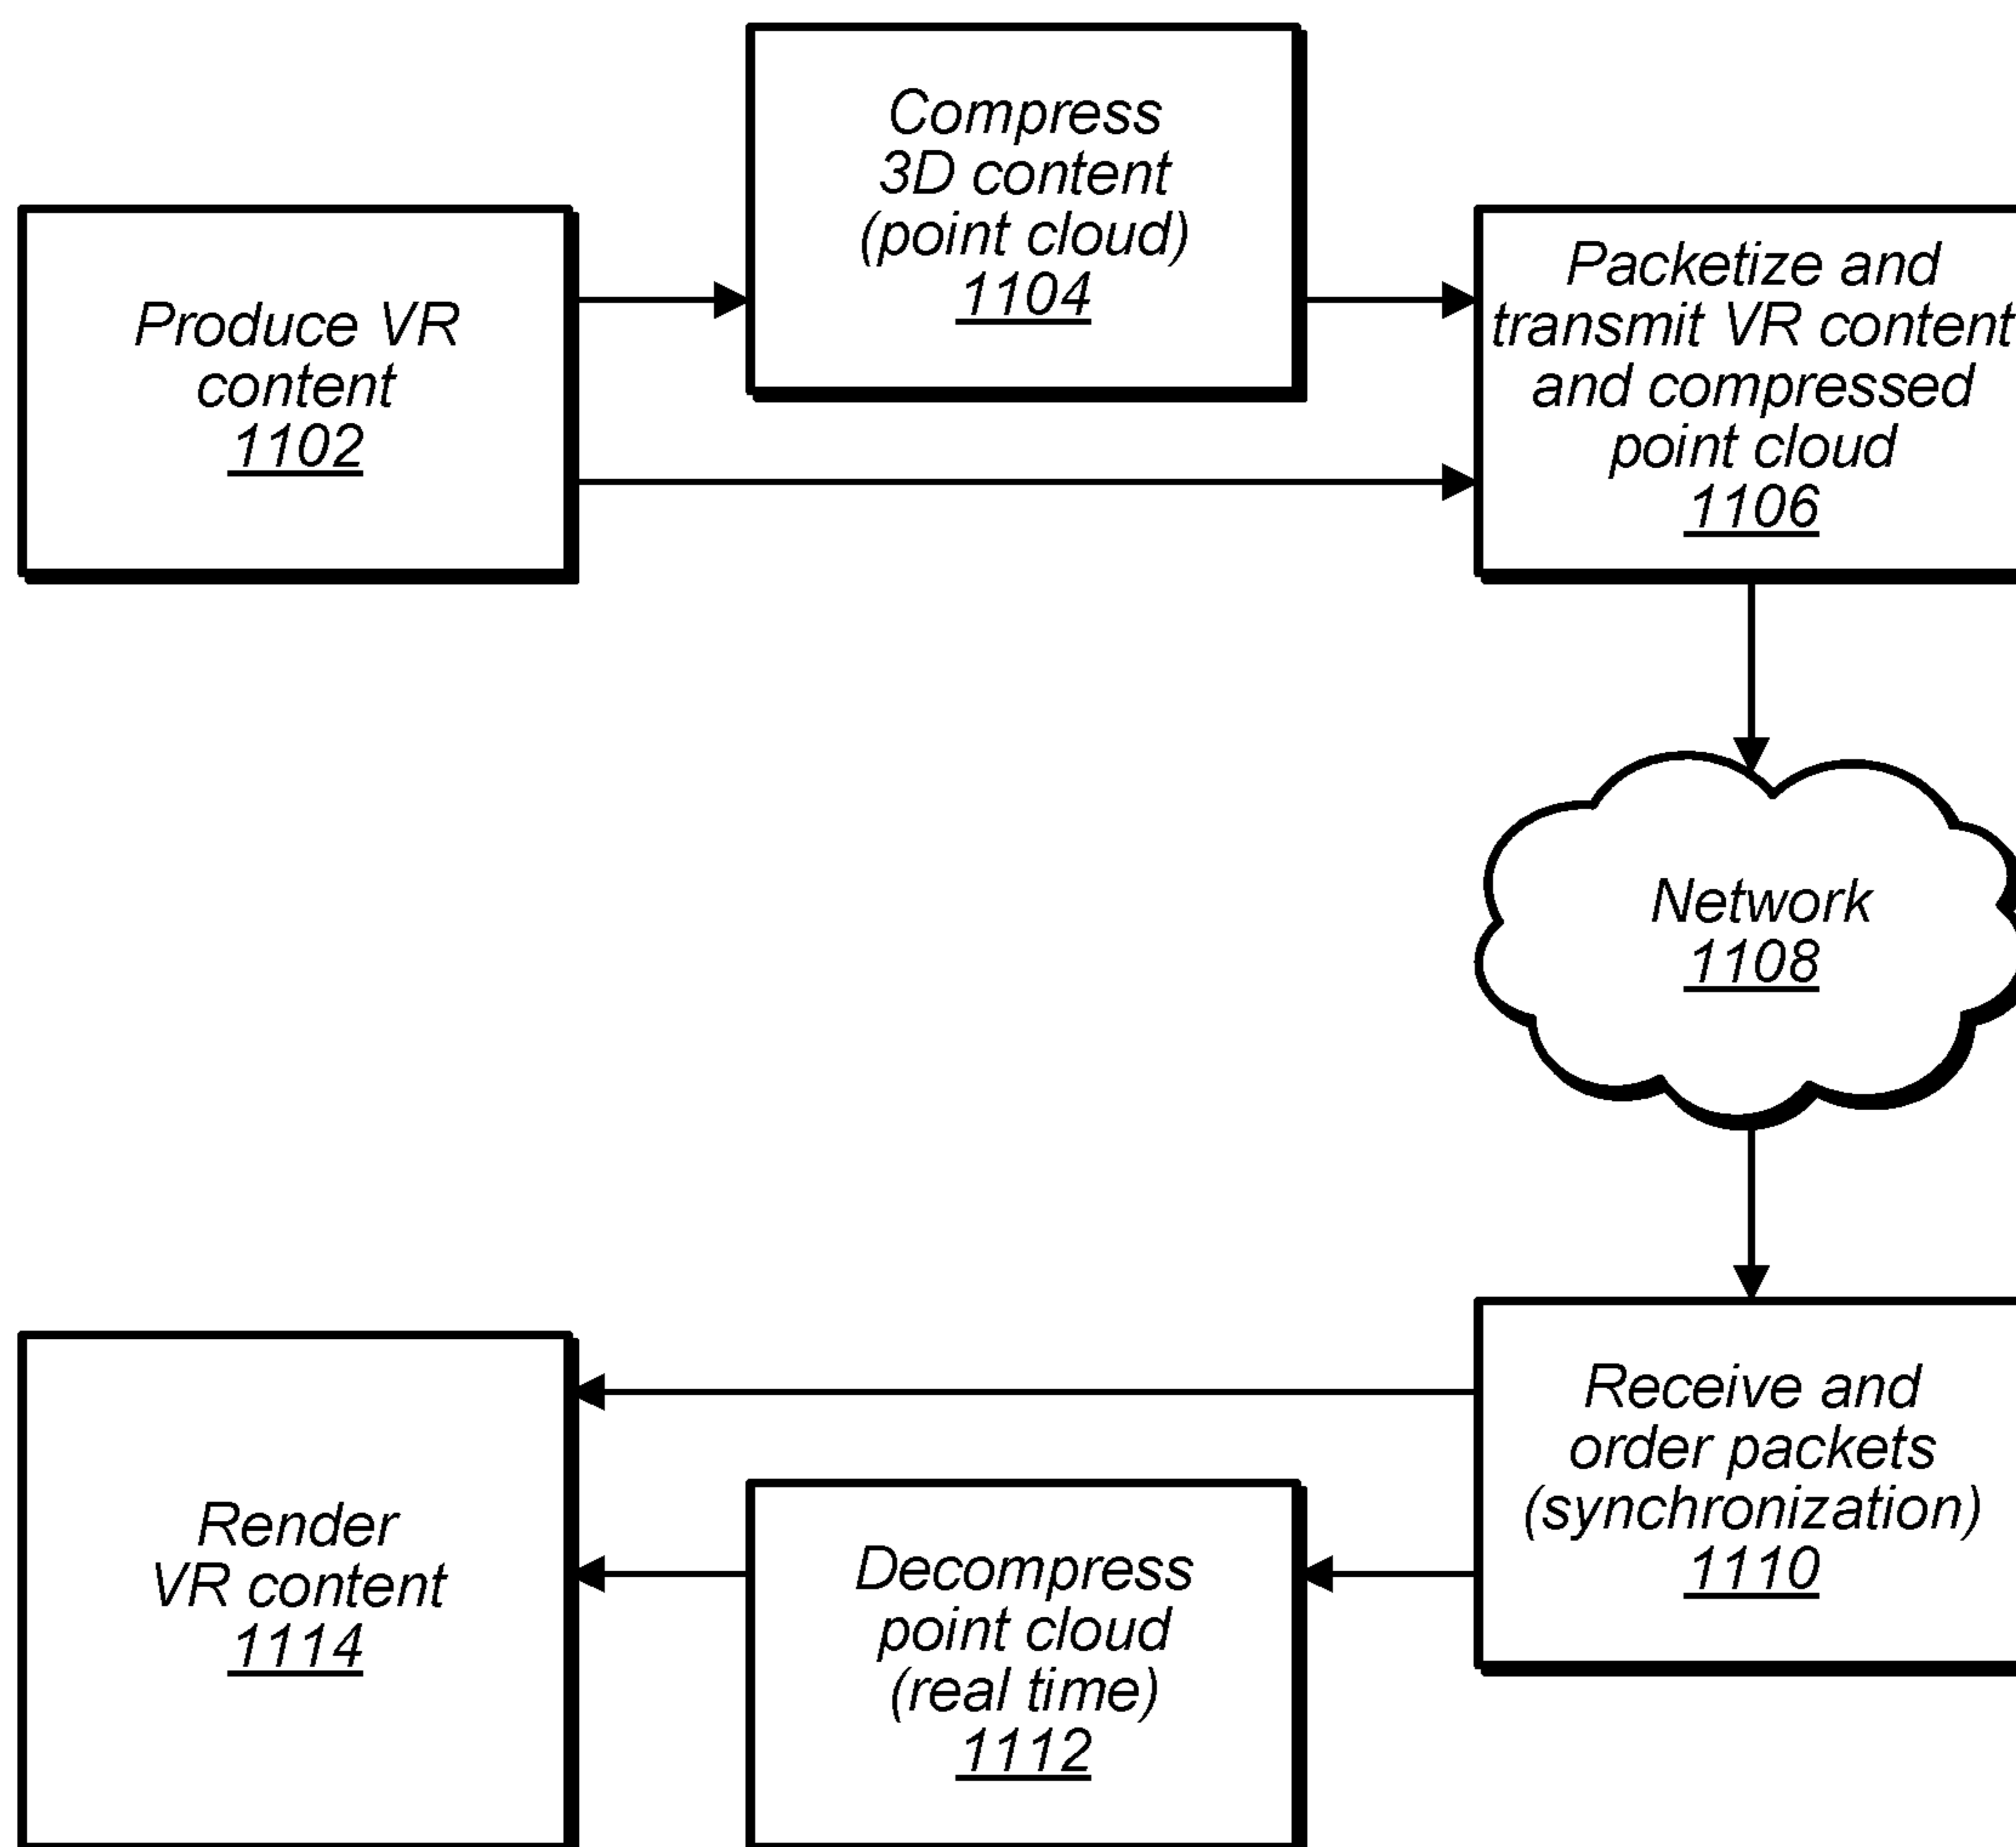 Compress
3D content
(point cloud)
1104
Produce VR
content
1102
Packetize and
transmit VR content
and compressed
point cloud
1106
Network
1108
Receive and
order packets
(synchronization)
1110
Decompress
point cloud
(real time)
1112
Render
VR content
1114